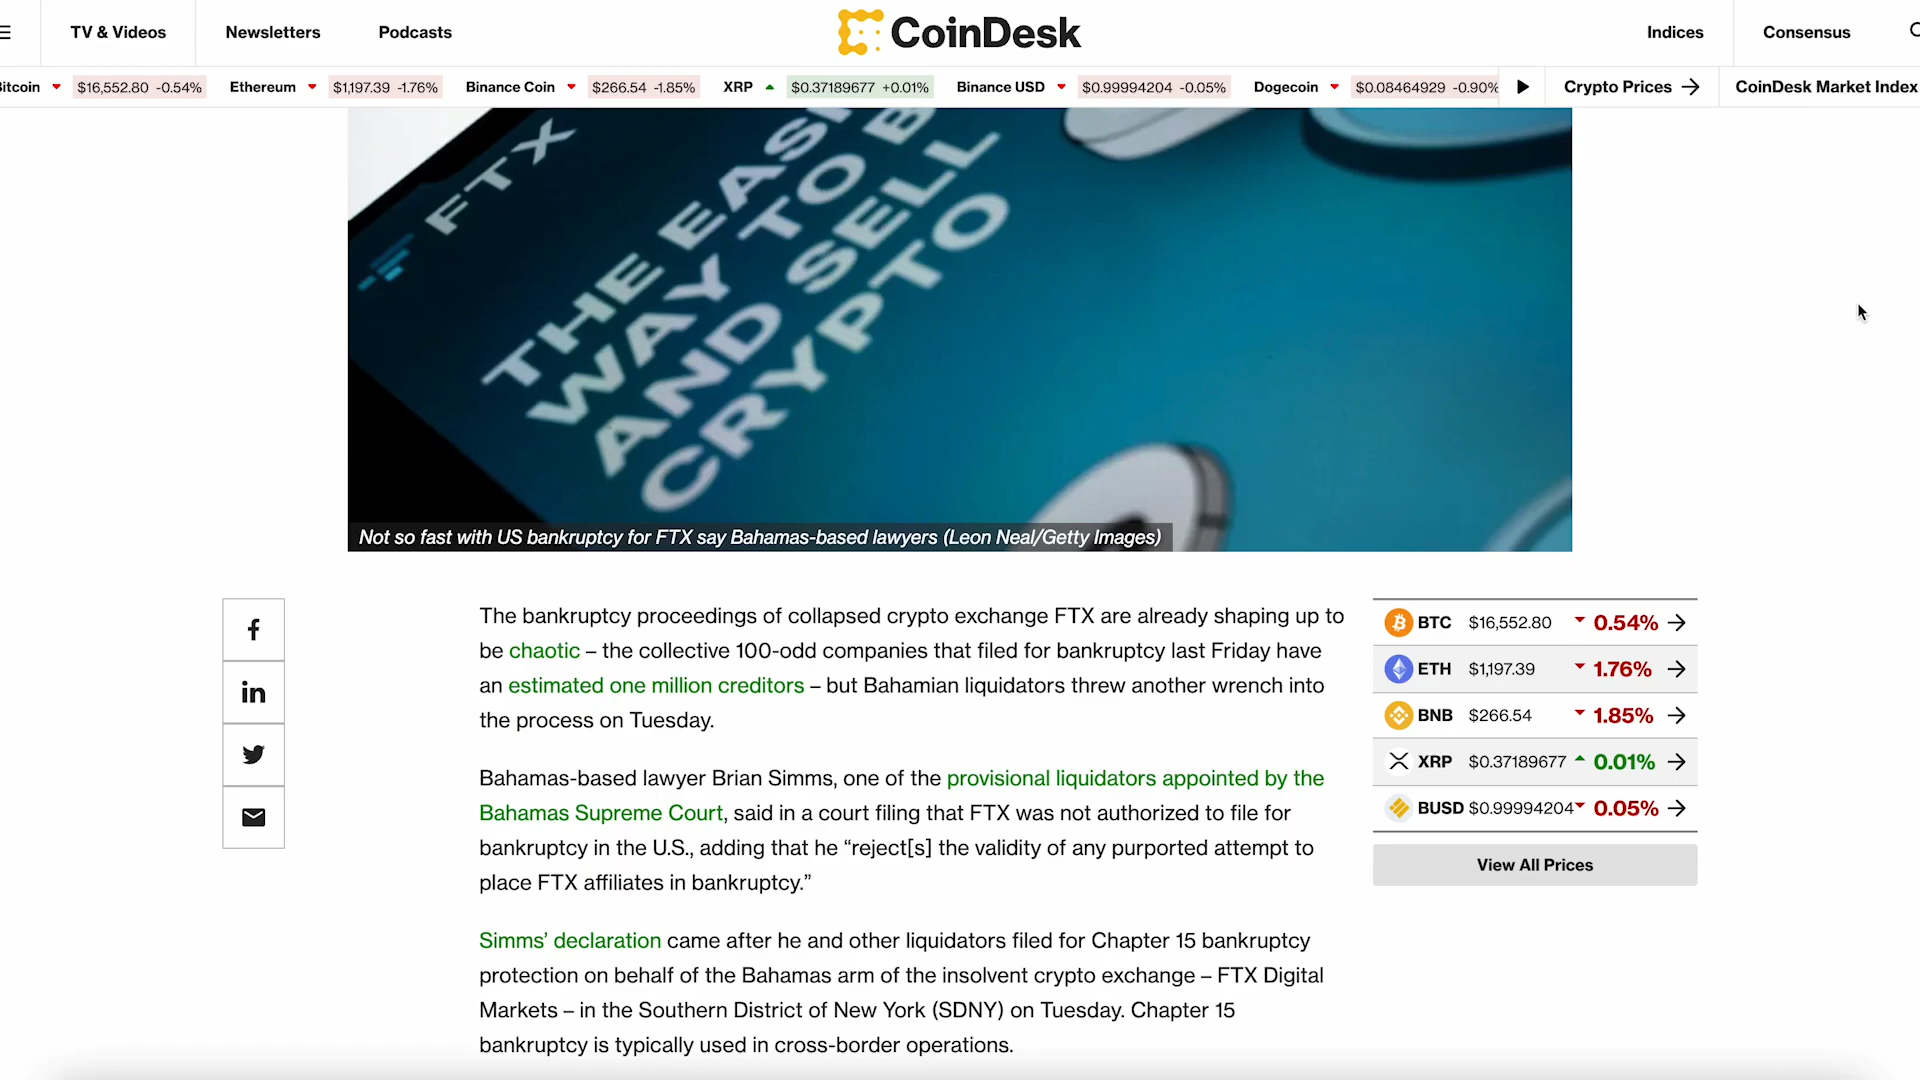 TV & Videos
Newsletters
Podcasts
CoinDesk
Indices
Consensus
itcoin $16,552.80 -0.54% Ethereum $1,197.39 -1.76% Binance Coin $266.54 -1.85% XRP $0.37189677 +0.01% Binance USD $0.99994204 -0.05% Dogecoin $0.08464929 -0.90%
Crypto Prices
CoinDesk Market Index
FTX
THE EAS
WAY TO B
AND SELL
CRYPTO
Not so fast with US bankruptcy for FTX say Bahamas-based lawyers (Leon Neal/Getty Images)
The bankruptcy proceedings of collapsed crypto exchange FTX are already shaping up to
be chaotic – the collective 100-odd companies that filed for bankruptcy last Friday have
an estimated one million creditors – but Bahamian liquidators threw another wrench into
the process on Tuesday.
Bahamas-based lawyer Brian Simms, one of the provisional liquidators appointed by the
Bahamas Supreme Court, said in a court filing that FTX was not authorized to file for
bankruptcy in the U.S., adding that he “reject[s] the validity of any purported attempt to
place FTX affiliates in bankruptcy.”
Simms’ declaration came after he and other liquidators filed for Chapter 15 bankruptcy
protection on behalf of the Bahamas arm of the insolvent crypto exchange – FTX Digital
Markets – in the Southern District of New York (SDNY) on Tuesday. Chapter 15
bankruptcy is typically used in cross-border operations.
BTC $16,552.80 0.54%
ETH $1,197.39 1.76%
BNB $266.54 1.85%
XRP $0.37189677 0.01%
BUSD $0.99994204 0.05%
View All Prices